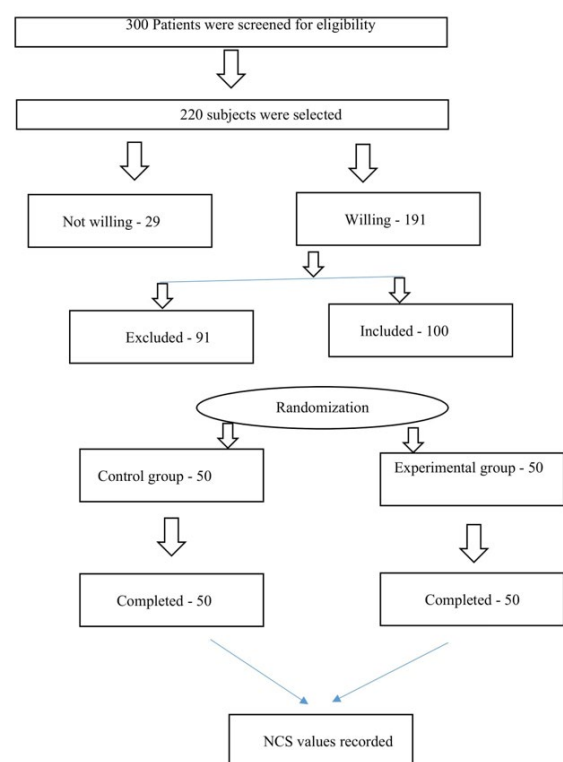 300 Patients were screened for eligibility
220 subjects were selected
Not willing - 29
Willing - 191
Excluded - 91
Included - 100
Randomization
Control group - 50
Experimental group - 50
Completed - 50
Completed - 50
NCS values recorded